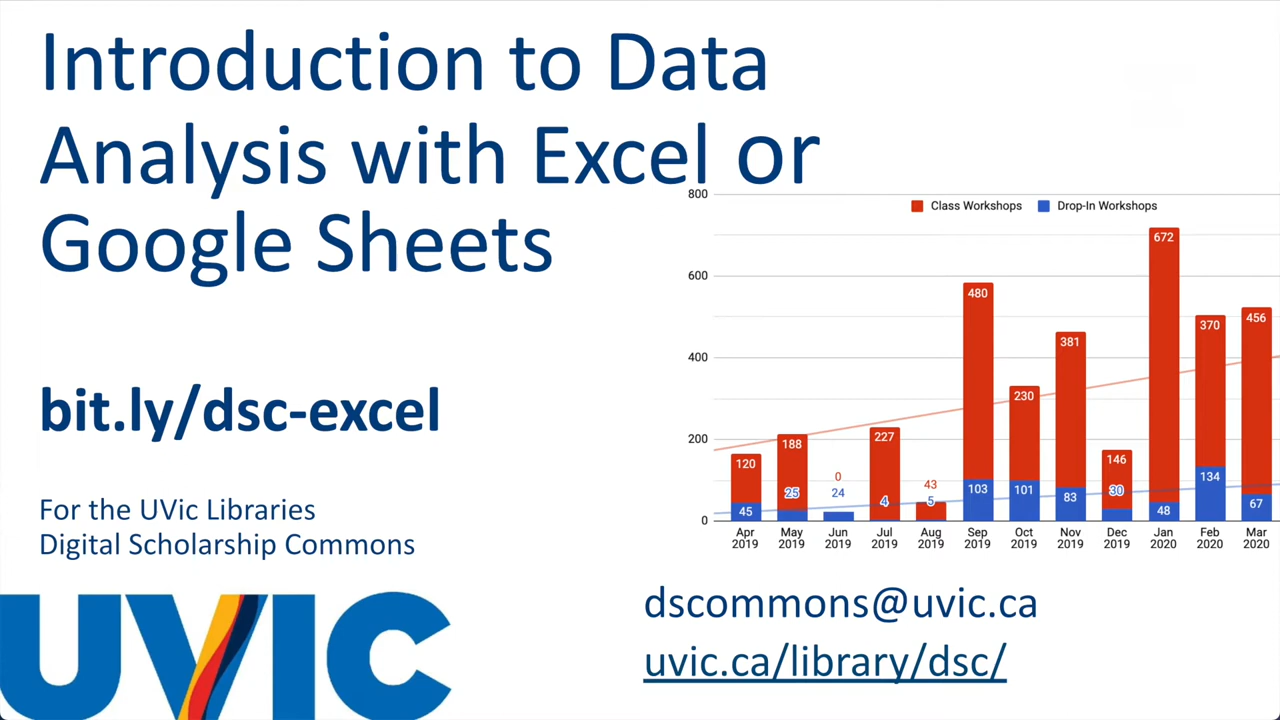 Introduction to Data
Analysis with Excel or
Google Sheets
bit.ly/dsc-excel
For the UVic Libraries
Digital Scholarship Commons
UVIC
800
600
400
200
0
Class Workshops
Drop-In Workshops
120
188
0
227
43
480
230
381
146
672
370
456
45
25
24
4
5
103
101
83
30
48
134
67
Apr 2019
May 2019
Jun 2019
Jul 2019
Aug 2019
Sep 2019
Oct 2019
Nov 2019
Dec 2019
Jan 2020
Feb 2020
Mar 2020
dscommons@uvic.ca
uvic.ca/library/dsc/